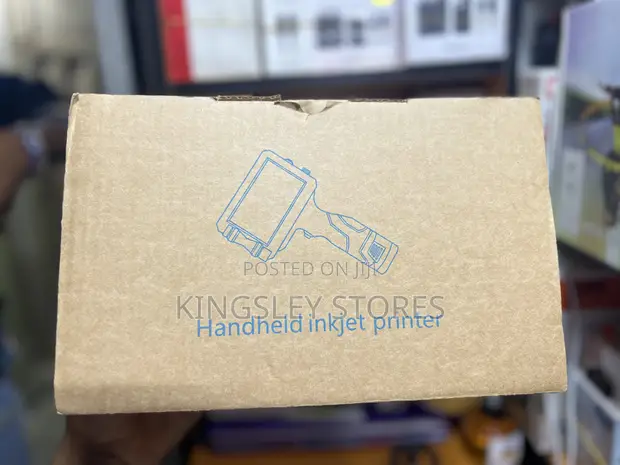 POSTED ON JIJI
KINGSLEY STORES
Handheld inkjet printer